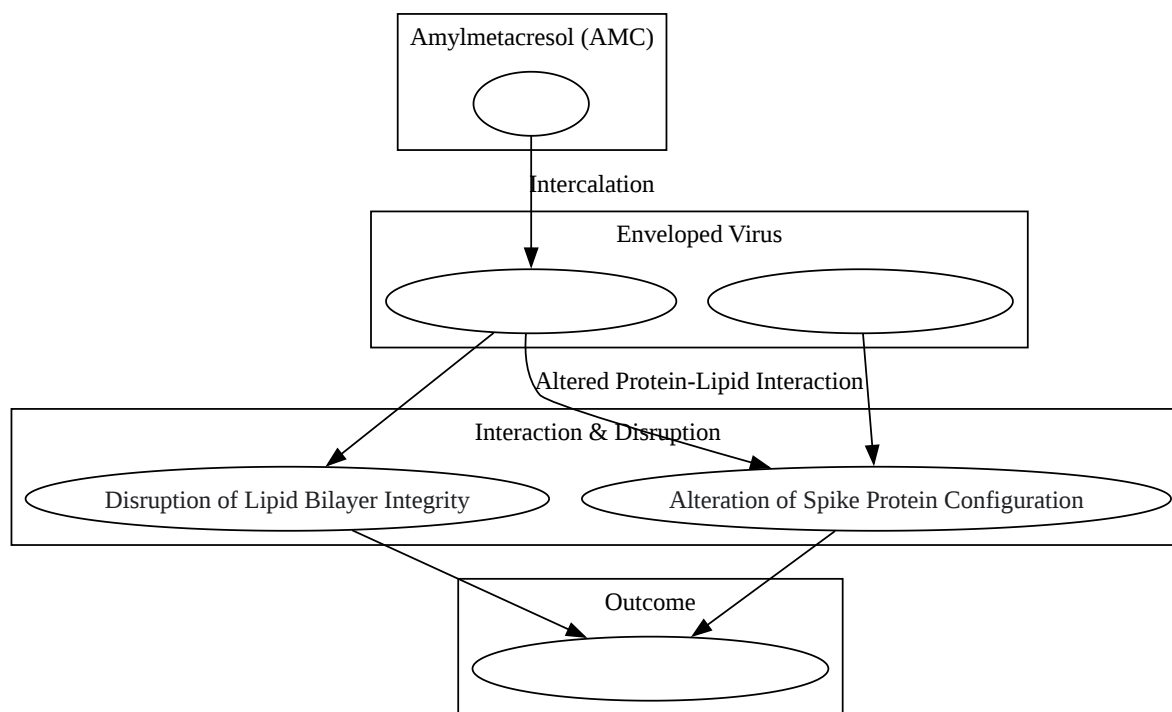 Amylmetacresol (AMC)
Intercalation
Enveloped Virus
Altered Protein-Lipid Interaction
Interaction & Disruption
Disruption of Lipid Bilayer Integrity
Alteration of Spike Protein Configuration
Outcome